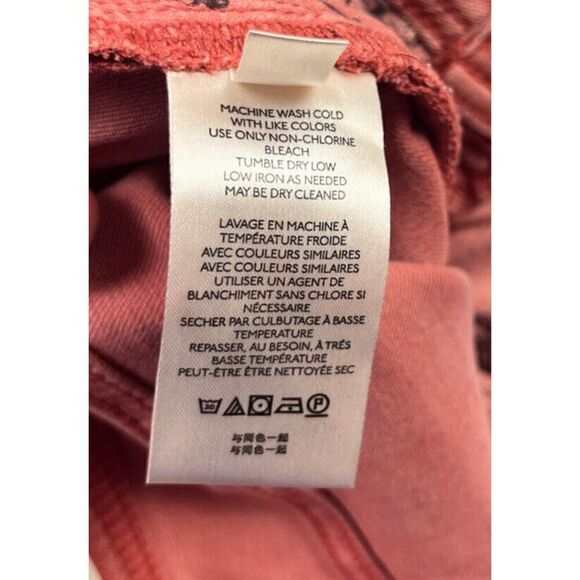 MACHINE WASH COLD
WITH LIKE COLORS
USE ONLY NON-CHLORINE
BLEACH
TUMBLE DRY LOW
LOW IRON AS NEEDED
MAY BE DRY CLEANED
LAVAGE EN MACHINE À
TEMPÉRATURE FROIDE
AVEC COULEURS SIMILAIRES
AVEC COULEURS SIMILAIRES
UTILISER UN AGENT DE
BLANCHIMENT SANS CHLORE SI
NÉCESSAIRE
SECHER PAR CULBUTAGE À BASSE
TEMPERATURE
REPASSER, AU BESOIN, À TRÉS
BASSE TEMPÉRATURE
PEUT-ÊTRE ÊTRE NETTOYÉE SEC
30 P
与同色一起
与同色一起